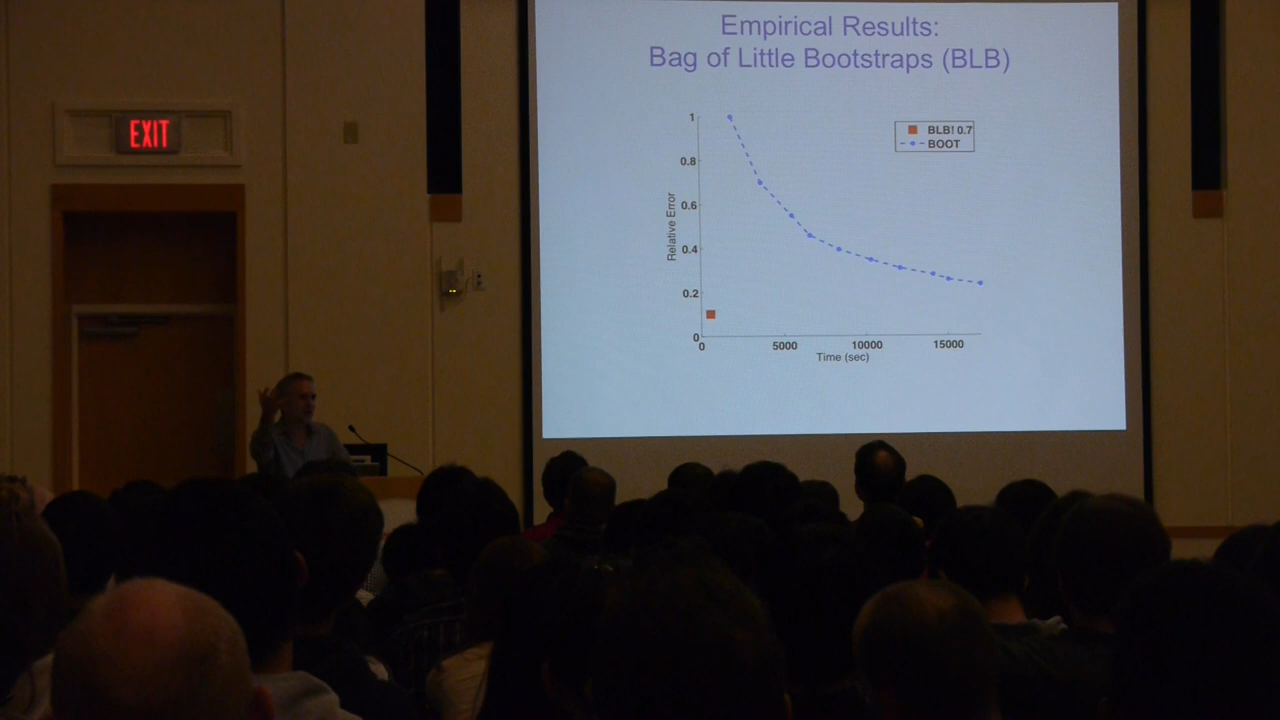 Empirical Results:
Bag of Little Bootstraps (BLB)
EXIT
BLB! 0.7
BOOT
1
0.8
0.6
0.4
0.2
0
Relative Error
0
5000
10000
15000
Time (sec)